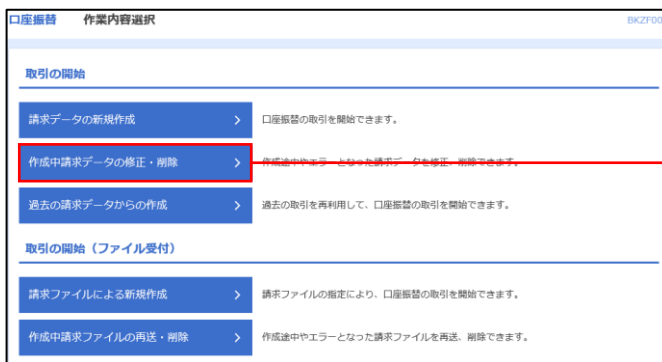 口座振替 作業内容選択 BKZF00
取引の開始
請求データの新規作成 > 口座振替の取引を開始できます。
作成中請求データの修正・削除 > 作成途中やエラーとなった請求データを修正、削除できます。
過去の請求データからの作成 > 過去の取引を再利用して、口座振替の取引を開始できます。
取引の開始（ファイル受付）
請求ファイルによる新規作成 > 請求ファイルの指定により、口座振替の取引を開始できます。
作成中請求ファイルの再送・削除 > 作成途中やエラーとなった請求ファイルを再送、削除できます。